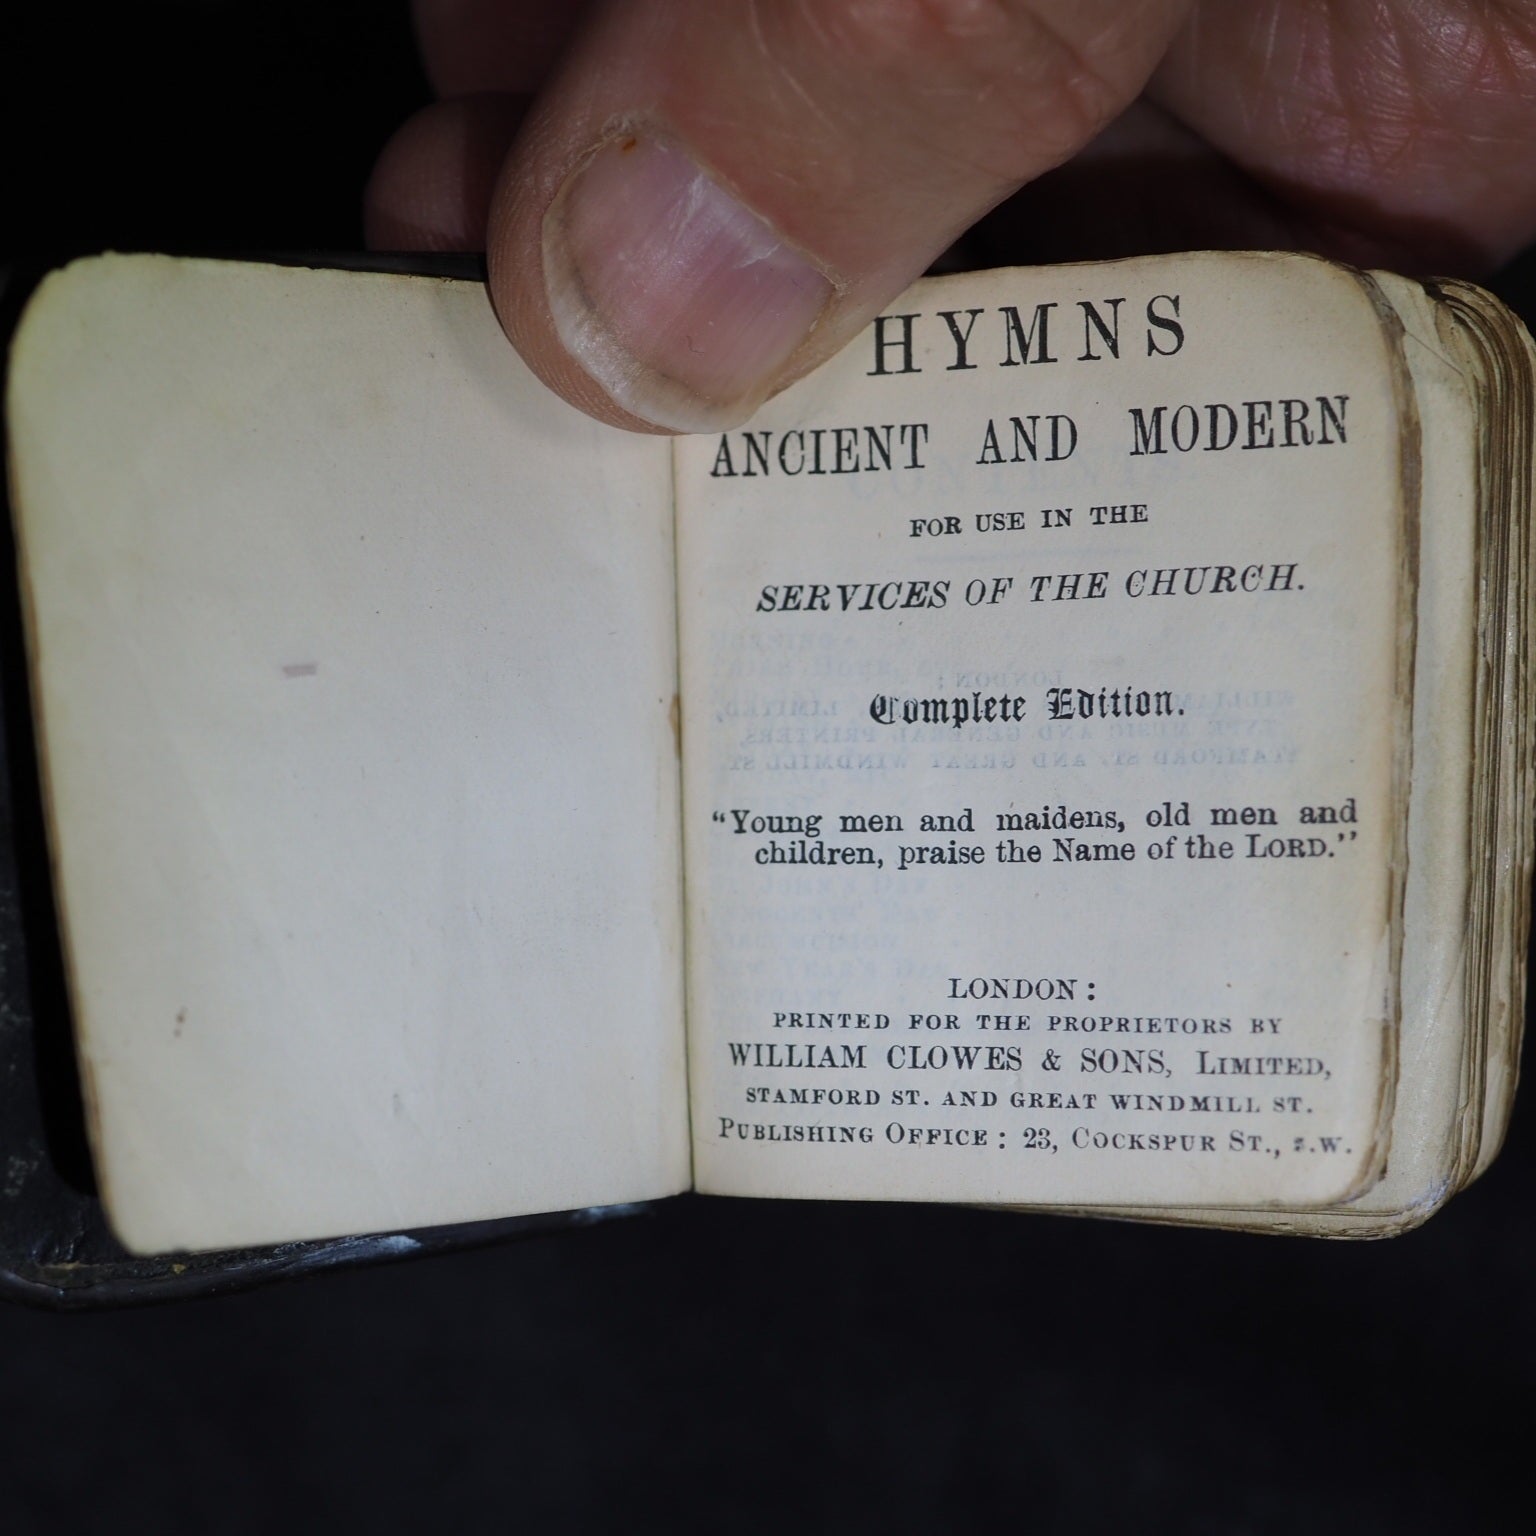 HYMNS
ANCIENT AND MODERN
FOR USE IN THE
SERVICES OF THE CHURCH.
Complete Edition.
"Young men and maidens, old men and
children, praise the Name of the LORD."
LONDON:
PRINTED FOR THE PROPRIETORS BY
WILLIAM CLOWES & SONS, LIMITED,
STAMFORD ST. AND GREAT WINDMILL ST.
PUBLISHING OFFICE: 23, COCKSPUR ST., S.W.